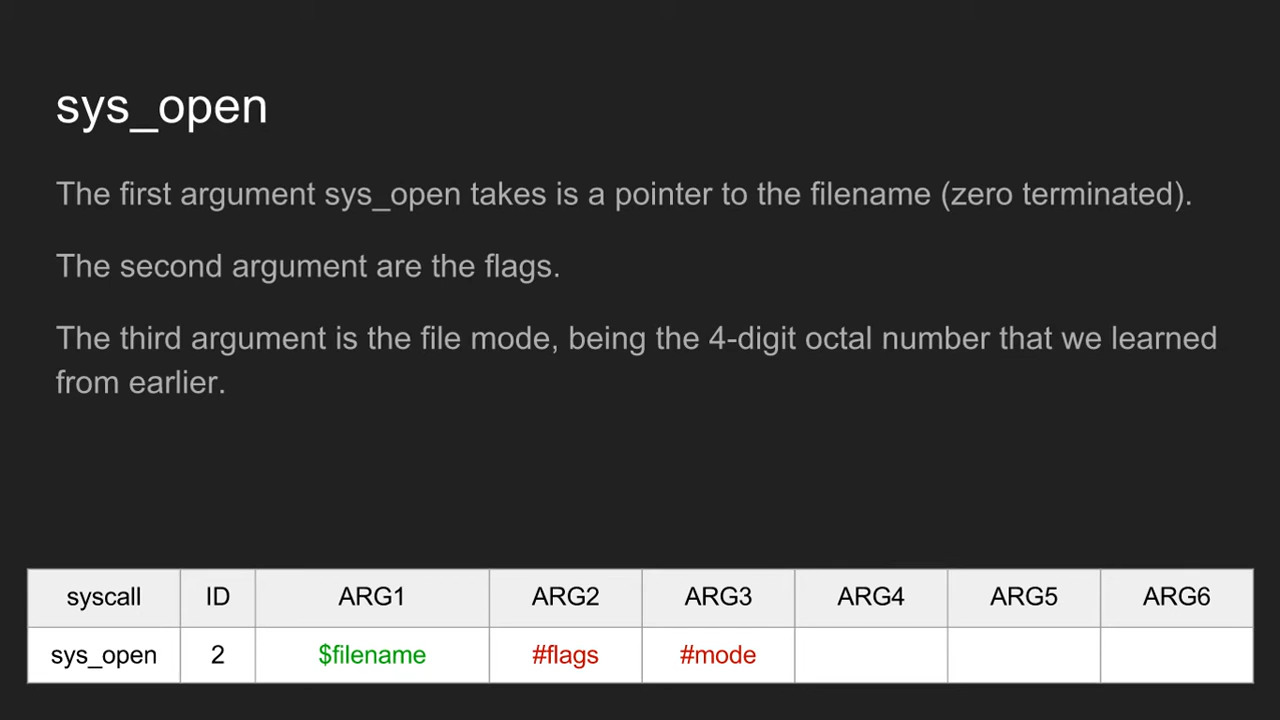 sys_open
The first argument sys_open takes is a pointer to the filename (zero terminated).
The second argument are the flags.
The third argument is the file mode, being the 4-digit octal number that we learned
from earlier.
syscall ID ARG1 ARG2 ARG3 ARG4 ARG5 ARG6
sys_open 2 $filename #flags #mode